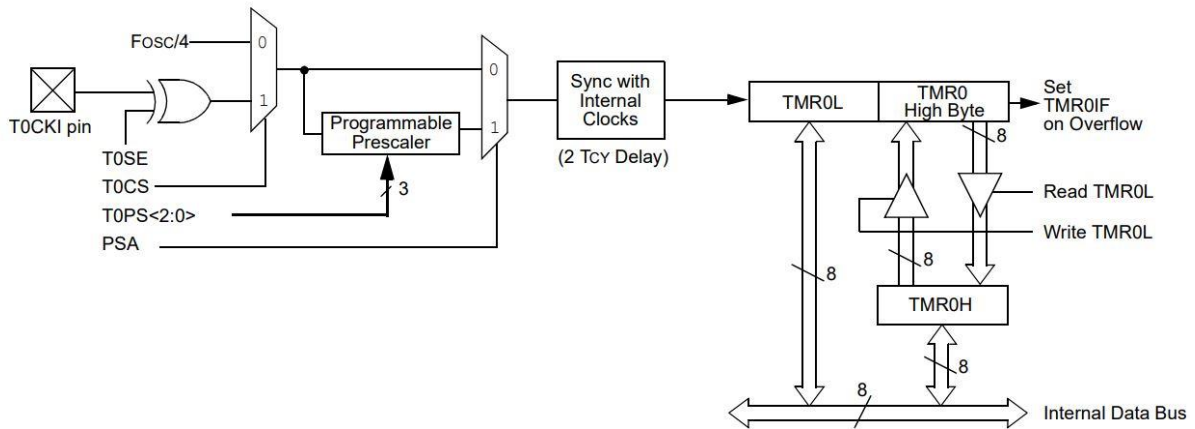 FOSC/4
0
1
T0CKI pin
T0SE
T0CS
T0PS<2:0>
PSA
Programmable
Prescaler
3
0
1
Sync with
Internal
Clocks
(2 TCY Delay)
TMR0L
TMR0
High Byte
Set
TMR0IF
on Overflow
8
Read TMR0L
Write TMR0L
8
8
TMR0H
8
8
Internal Data Bus